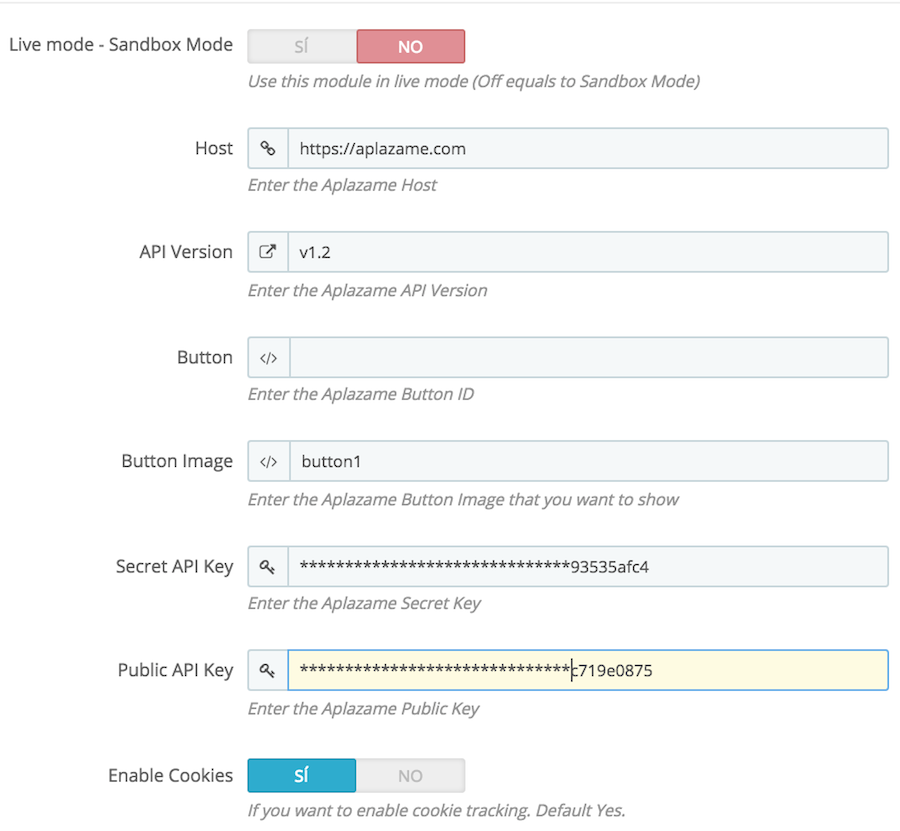 Live mode - Sandbox Mode SÍ NO
Use this module in live mode (Off equals to Sandbox Mode)
Host https://aplazame.com
Enter the Aplazame Host
API Version v1.2
Enter the Aplazame API Version
Button </>
Enter the Aplazame Button ID
Button Image </> button1
Enter the Aplazame Button Image that you want to show
Secret API Key ******************************93535afc4
Enter the Aplazame Secret Key
Public API Key ******************************c719e0875
Enter the Aplazame Public Key
Enable Cookies SÍ NO
If you want to enable cookie tracking. Default Yes.